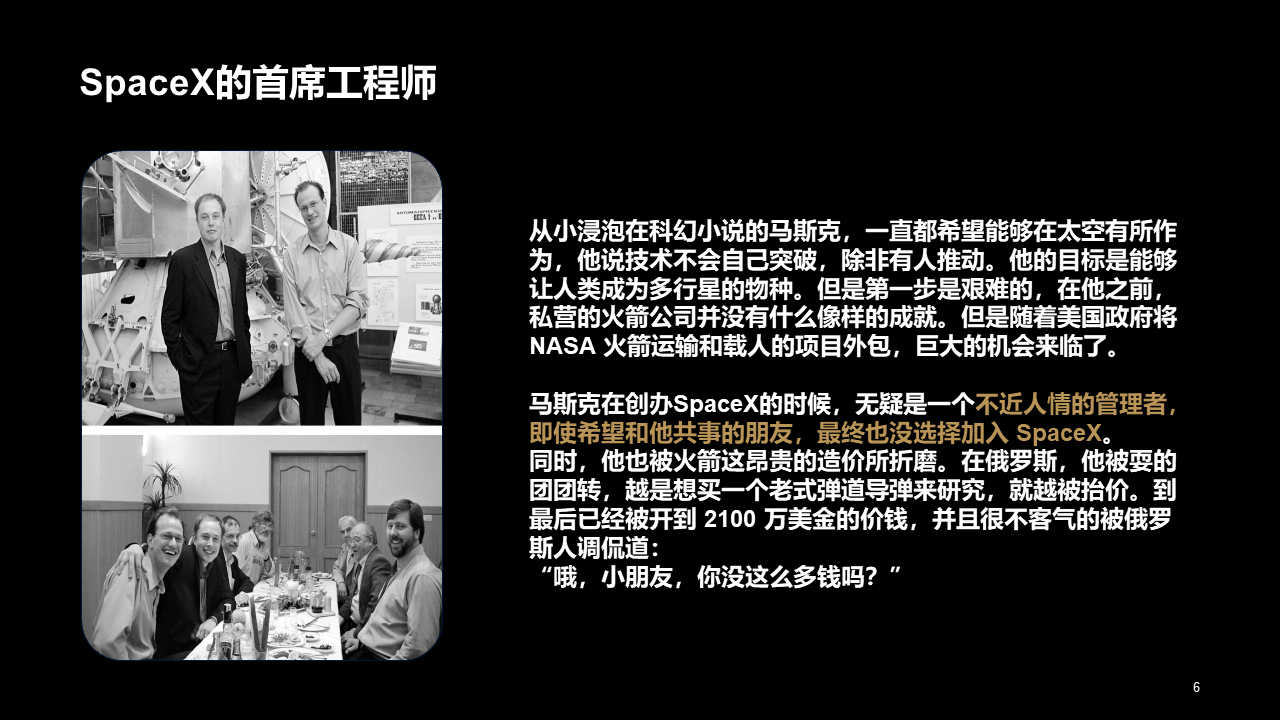 SpaceX的首席工程师
从小浸泡在科幻小说的马斯克，一直都希望能够在太空有所作
为，他说技术不会自己突破，除非有人推动。他的目标是能够
让人类成为多行星的物种。但是第一步是艰难的，在他之前，
私营的火箭公司并没有什么像样的成就。但是随着美国政府将
NASA 火箭运输和载人的项目外包，巨大的机会来临了。
马斯克在创办SpaceX的时候，无疑是一个不近人情的管理者，
即使希望和他共事的朋友，最终也没选择加入 SpaceX。
同时，他也被火箭这昂贵的造价所折磨。在俄罗斯，他被耍的
团团转，越是想买一个老式弹道导弹来研究，就越被抬价。到
最后已经被开到 2100 万美金的价钱，并且很不客气的被俄罗
斯人调侃道：
“哦，小朋友，你没这么多钱吗？”
6